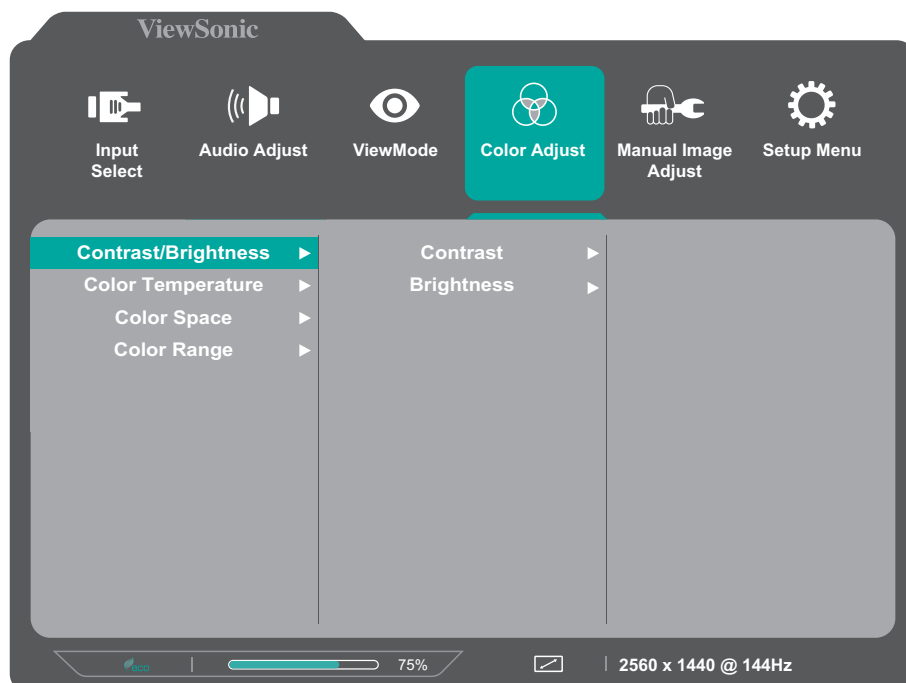 ViewSonic
Input Select
Audio Adjust
ViewMode
Color Adjust
Manual Image Adjust
Setup Menu
Contrast/Brightness
Contrast
Color Temperature
Brightness
Color Space
Color Range
eco
75%
2560 x 1440 @ 144Hz